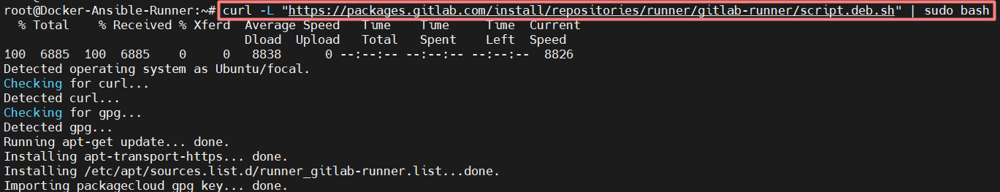 root@Docker-Ansible-Runner:~# curl -L "https://packages.gitlab.com/install/repositories/runner/gitlab-runner/script.deb.sh" | sudo bash
  % Total    % Received % Xferd  Average Speed   Time    Time     Time  Current
                                 Dload  Upload   Total   Spent    Left  Speed
100  6885  100  6885    0     0   8838      0 --:--:-- --:--:-- --:--:--  8826
Detected operating system as Ubuntu/focal.
Checking for curl...
Detected curl...
Checking for gpg...
Detected gpg...
Running apt-get update... done.
Installing apt-transport-https... done.
Installing /etc/apt/sources.list.d/runner_gitlab-runner.list...done.
Importing packagecloud gpg key... done.